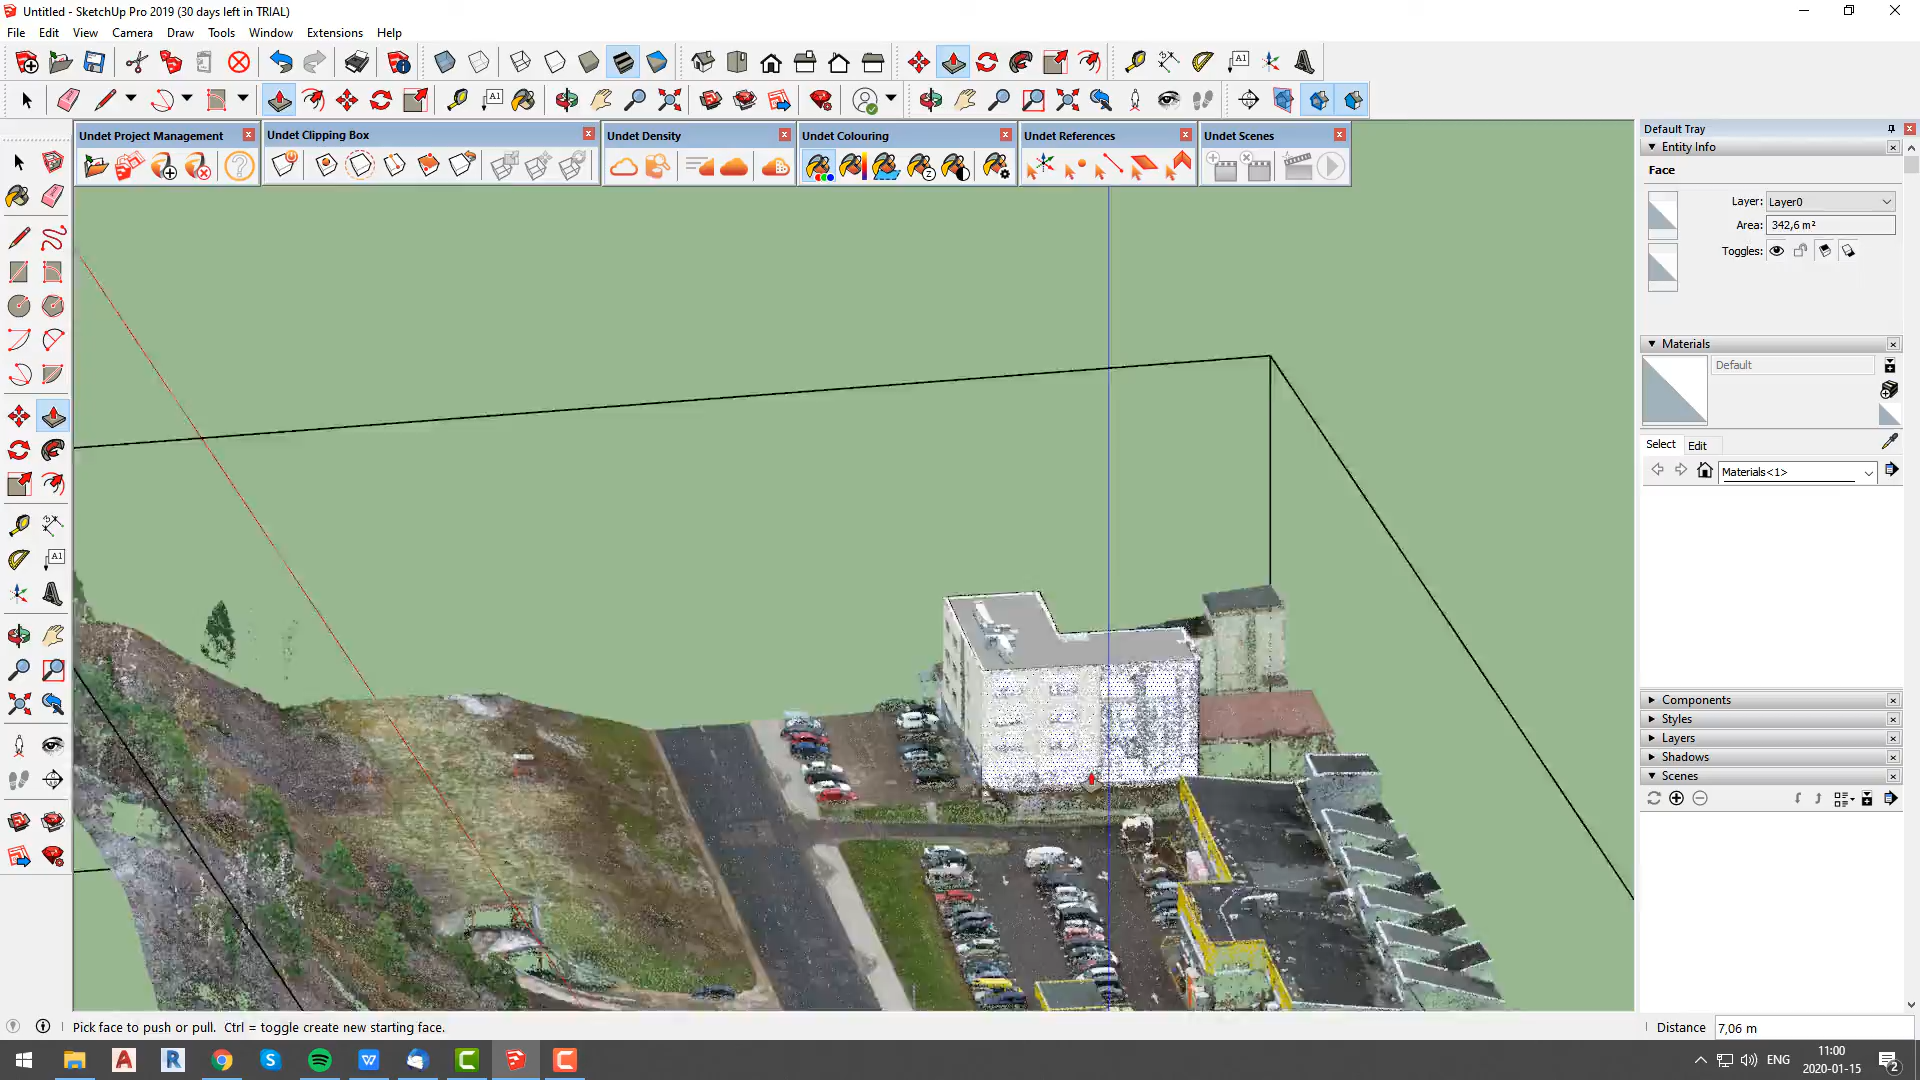 Untitled - SketchUp Pro 2019 (30 days left in TRIAL)
File Edit View Camera Draw Tools Window Extensions Help
A1
A1
Undet Project Management
Undet Clipping Box
Undet Density
Undet Colouring
Undet References
Undet Scenes
Default Tray
Entity Info
Face
Layer: Layer0
Area: 342,6 m²
Toggles:
Materials
Default
Select Edit
Materials<1>
A1
Components
Styles
Layers
Shadows
Scenes
Pick face to push or pull. Ctrl = toggle create new starting face.
Distance 7,06 m
ENG
11:00
2020-01-15
2